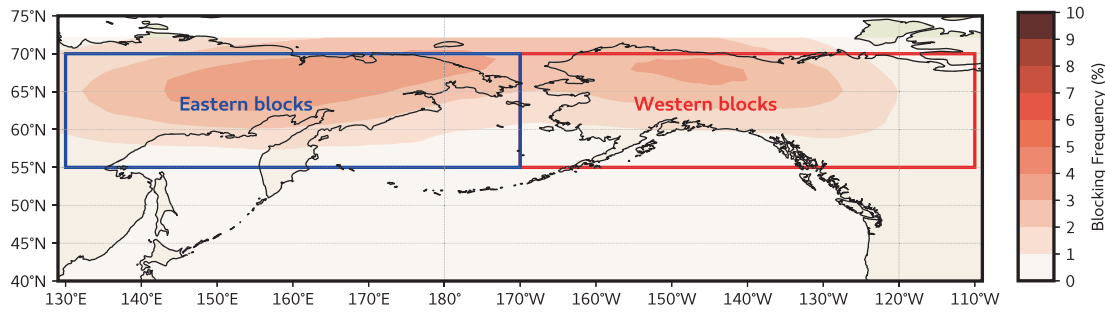 75°N
70°N
65°N
60°N
55°N
50°N
45°N
40°N
130°E 140°E 150°E 160°E 170°E 180° 170°W 160°W 150°W 140°W 130°W 120°W 110°W
Eastern blocks
Western blocks
10
9
8
7
6
5
4
3
2
1
0
Blocking Frequency (%)